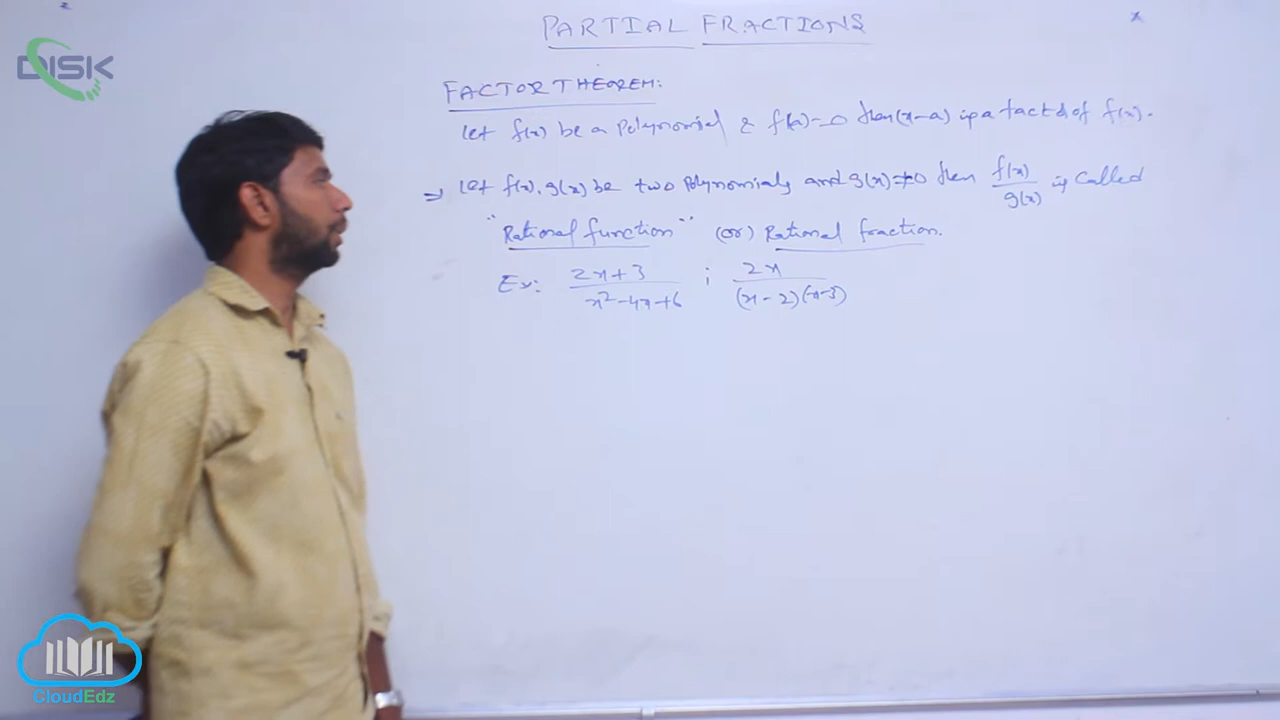 PARTIAL FRACTIONS
DISK
FACTOR THEOREM:
Let f(x) be a Polynomial & f(a)=0 then (x-a) is a factor of f(x).
⇒ Let f(x), g(x) be two Polynomials and g(x)≠0 then f(x)/g(x) is called
"Rational function" (or) Rational fraction.
Ex: 2x+3/x²-4x+6 ; 2x/(x-2)(x-3)
CloudEdz